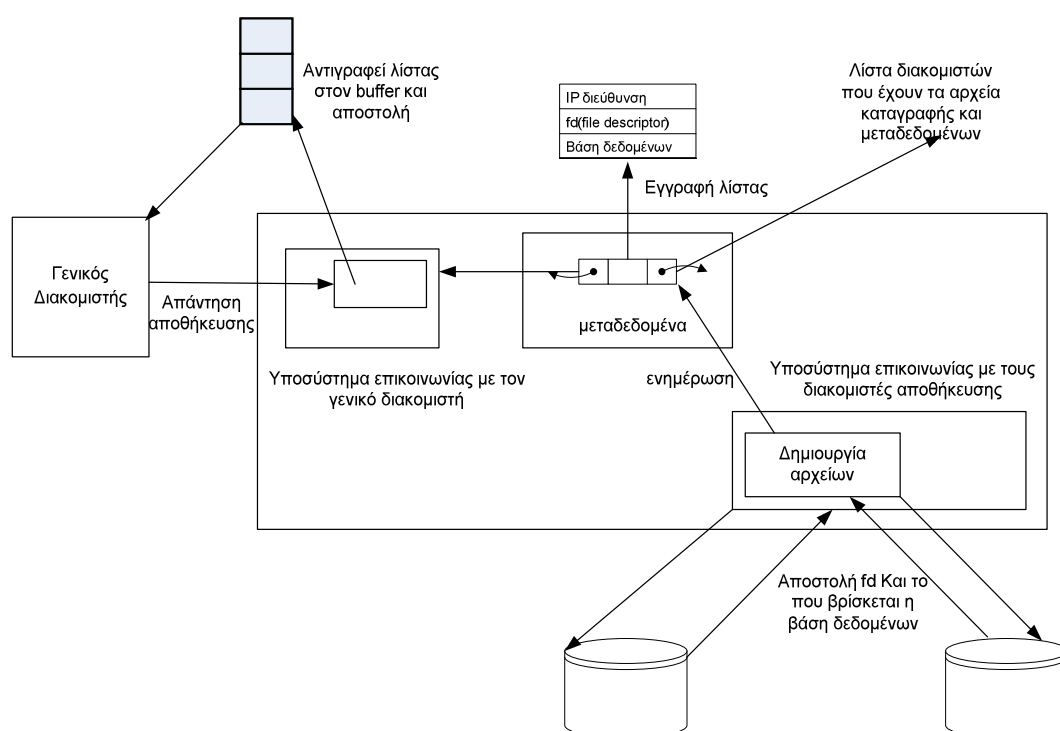 Αντιγραφεί λίστας
στον buffer και
αποστολή
IP διεύθυνση
fd(file descriptor)
Βάση δεδομένων
Λίστα διακομιστών
που έχουν τα αρχεία
καταγραφής και
μεταδεδομένων
Εγγραφή λίστας
Γενικός
Διακομιστής
Απάντηση
αποθήκευσης
μεταδεδομένα
Υποσύστημα επικοινωνίας με τον
γενικό διακομιστή
ενημέρωση
Υποσύστημα επικοινωνίας με τους
διακομιστές αποθήκευσης
Δημιουργία
αρχείων
Αποστολή fd Και το
που βρίσκεται η
βάση δεδομένων